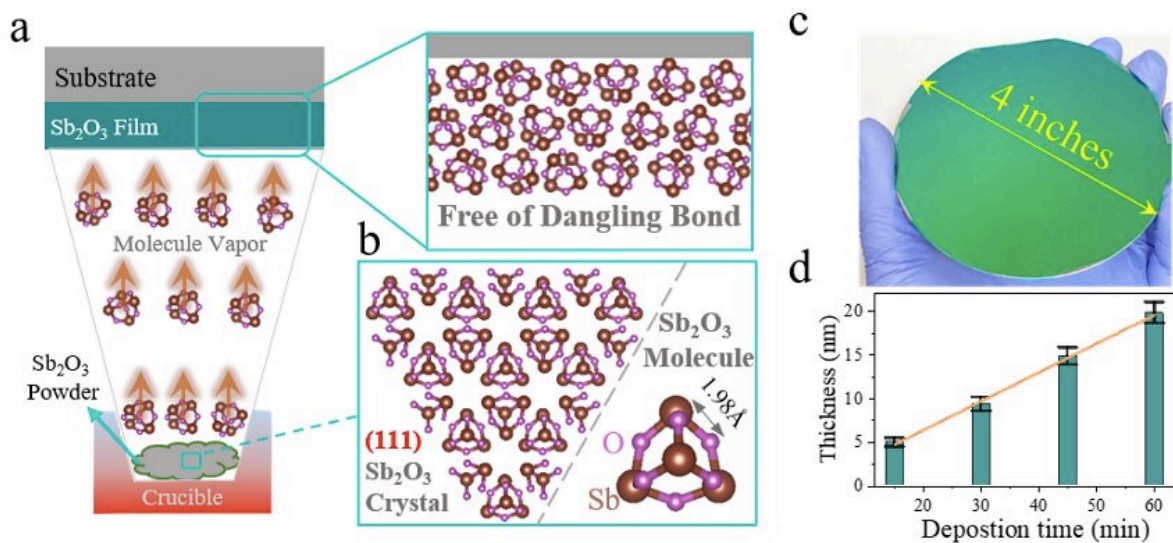 a
Substrate
Sb₂O₃ Film
Molecule Vapor
Sb₂O₃
Powder
Crucible
Free of Dangling Bond
b
(111)
Sb₂O₃
Crystal
Sb₂O₃
Molecule
1.98Å
O
Sb
c
4 inches
d
Thickness (nm)
20
15
10
5
0
20
30
40
50
60
Depostion time (min)